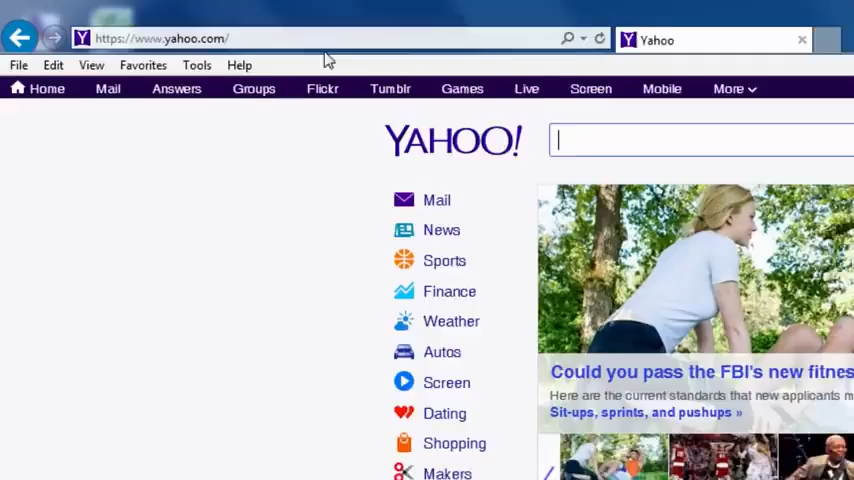 https://www.yahoo.com/
Yahoo
File Edit View Favorites Tools Help
Home Mail Answers Groups Flickr Tumblr Games Live Screen Mobile More
YAHOO!
Mail
News
Sports
Finance
Weather
Autos
Screen
Dating
Shopping
Makers
Could you pass the FBI's new fitnes
Here are the current standards that new applicants m
Sit-ups, sprints, and pushups »